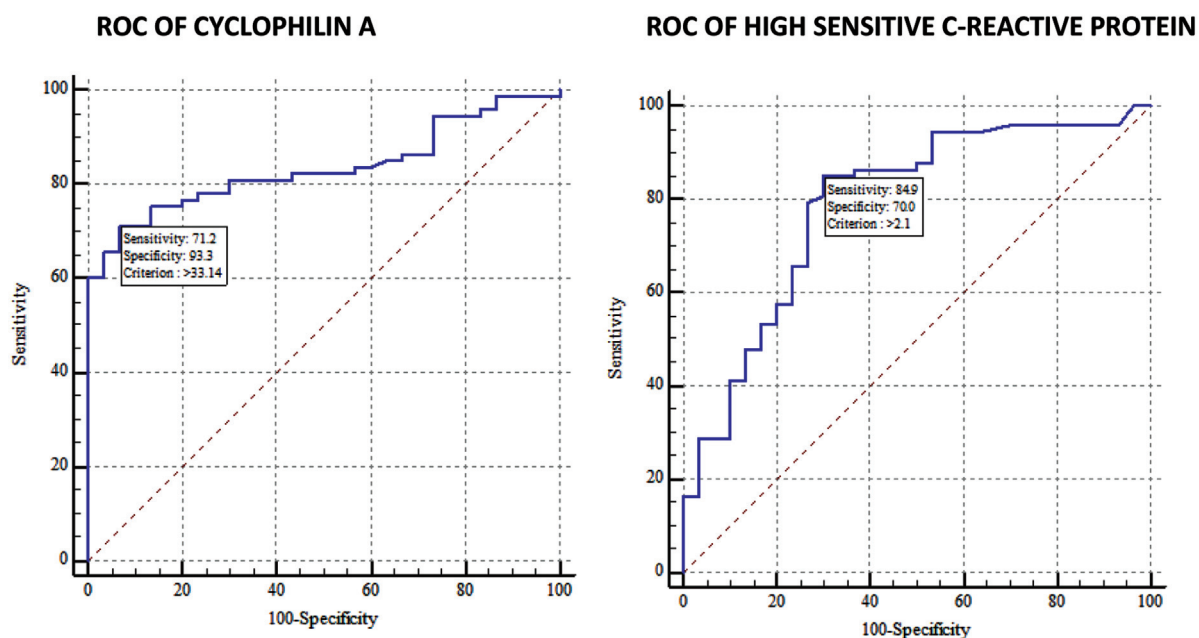 ROC OF CYCLOPHILIN A
100
80
60
40
20
0
Sensitivity
Sensitivity: 71.2
Specificity: 93.3
Criterion : >33.14
0 20 40 60 80 100
100-Specificity
ROC OF HIGH SENSITIVE C-REACTIVE PROTEIN
100
80
60
40
20
0
Sensitivity
Sensitivity: 84.9
Specificity: 70.0
Criterion : >2.1
0 20 40 60 80 100
100-Specificity